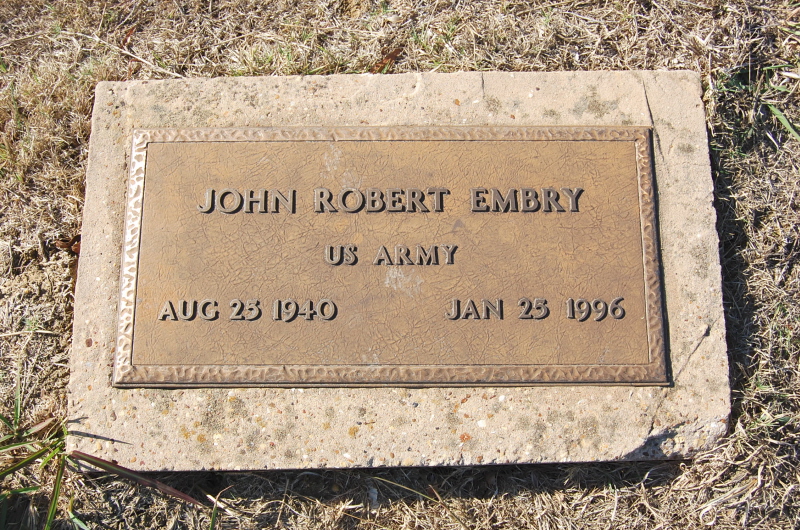 JOHN ROBERT EMBRY
US ARMY
AUG 25 1940 JAN 25 1996